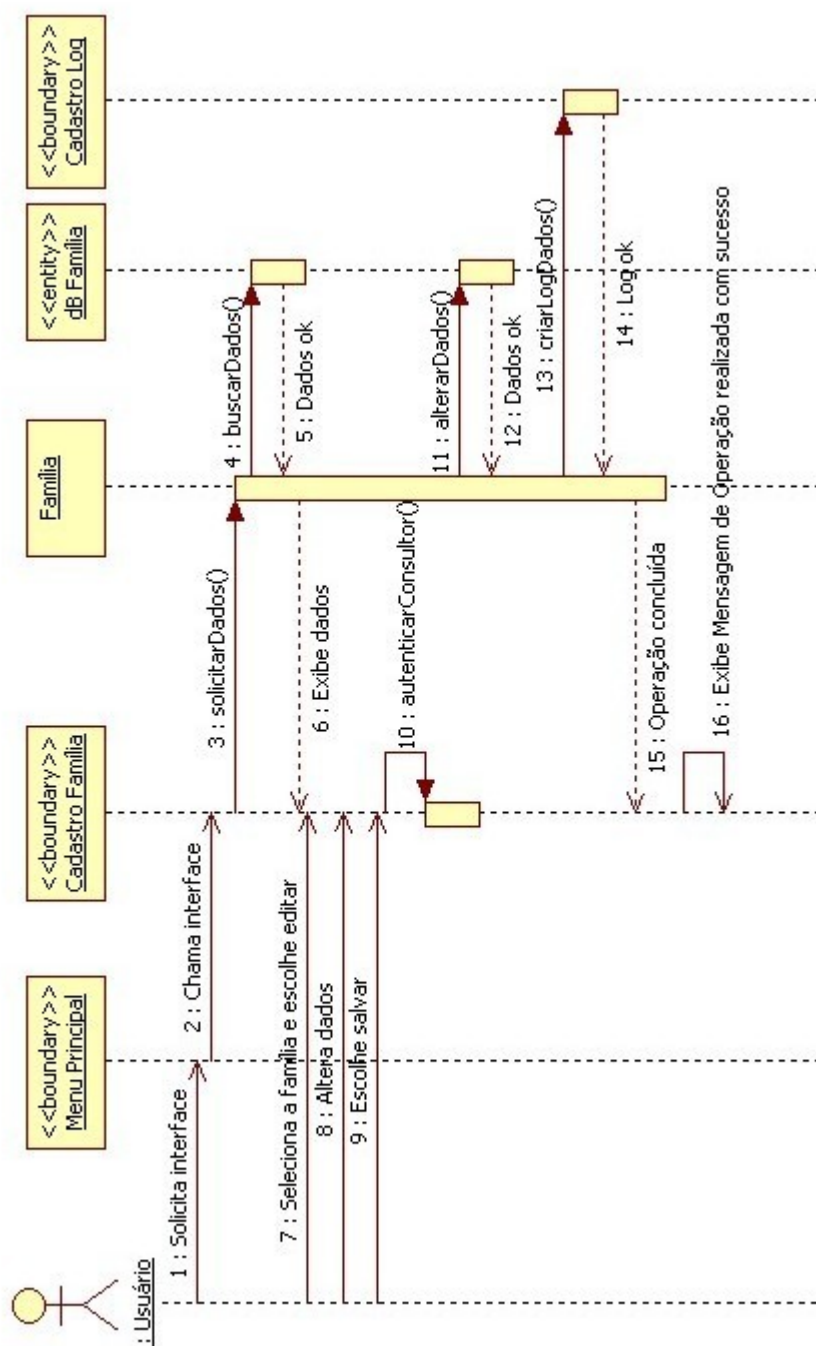 : Usuário
<<boundary>>
Menu Principal
<<boundary>>
Cadastro Família
Família
<<entity>>
dB Família
<<boundary>>
Cadastro Log
1 : Solicita interface
2 : Chama interface
3 : solicitarDados()
4 : buscarDados()
5 : Dados ok
6 : Exibe dados
7 : Seleciona a família e escolhe editar
8 : Altera dados
9 : Escolhe salvar
10 : autenticarConsultor()
11 : alterarDados()
12 : Dados ok
13 : criarLogDados()
14 : Log ok
15 : Operação concluída
16 : Exibe Mensagem de Operação realizada com sucesso